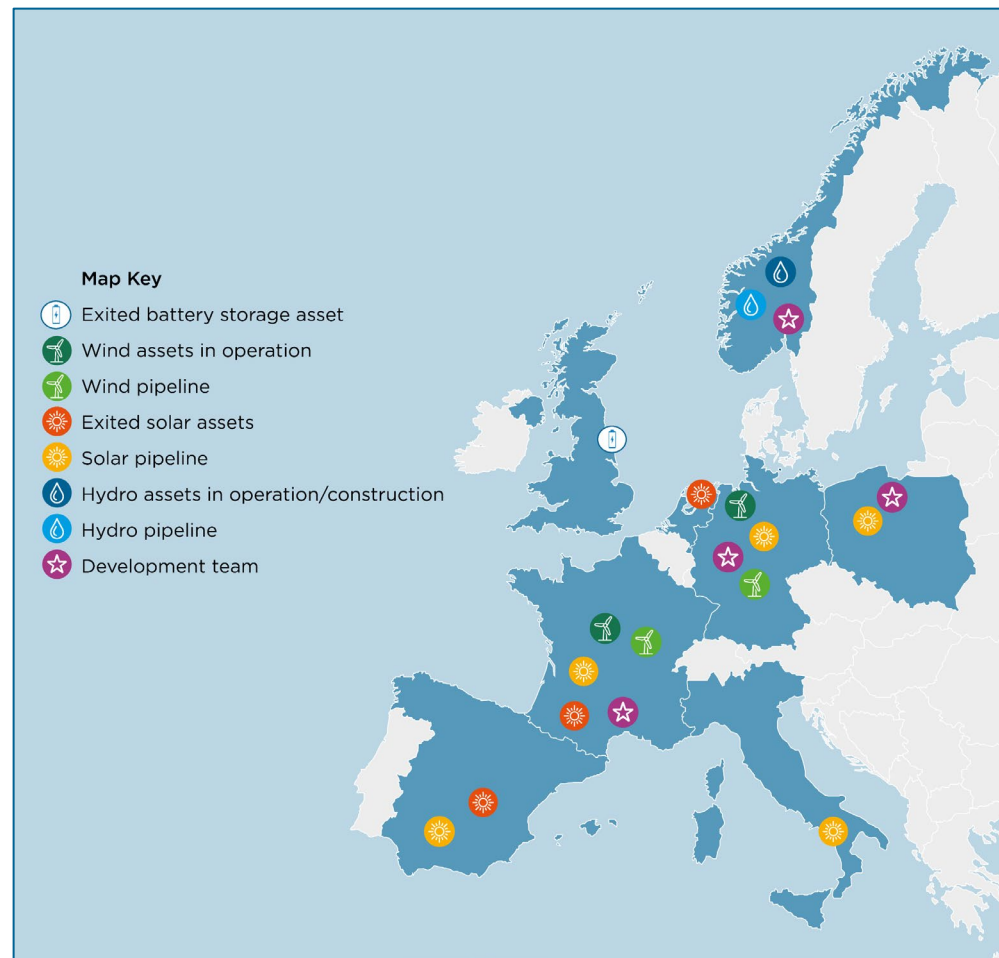 Map Key
Exited battery storage asset
Wind assets in operation
Wind pipeline
Exited solar assets
Solar pipeline
Hydro assets in operation/construction
Hydro pipeline
Development team